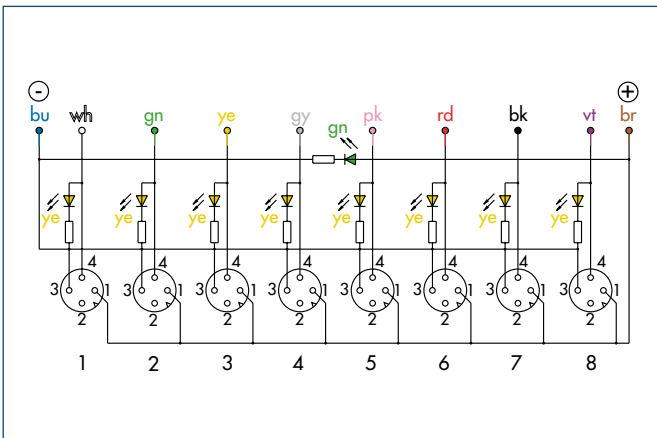 - +
bu wh gn ye gy gn pk rd bk vt br
ye ye ye ye ye ye ye ye
4 4 4 4 4 4 4 4
3 1 3 1 3 1 3 1 3 1 3 1 3 1 3 1
2 2 2 2 2 2 2 2
1 2 3 4 5 6 7 8